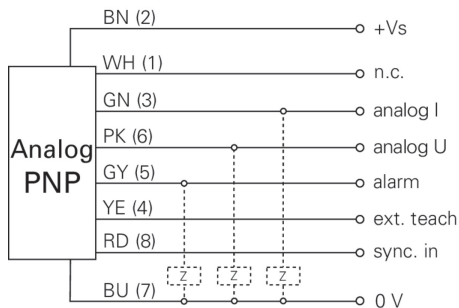 BN (2) +Vs
WH (1) n.c.
GN (3) analog I
PK (6) analog U
Analog
PNP
GY (5) alarm
YE (4) ext. teach
RD (8) sync. in
Z Z Z
BU (7) 0 V